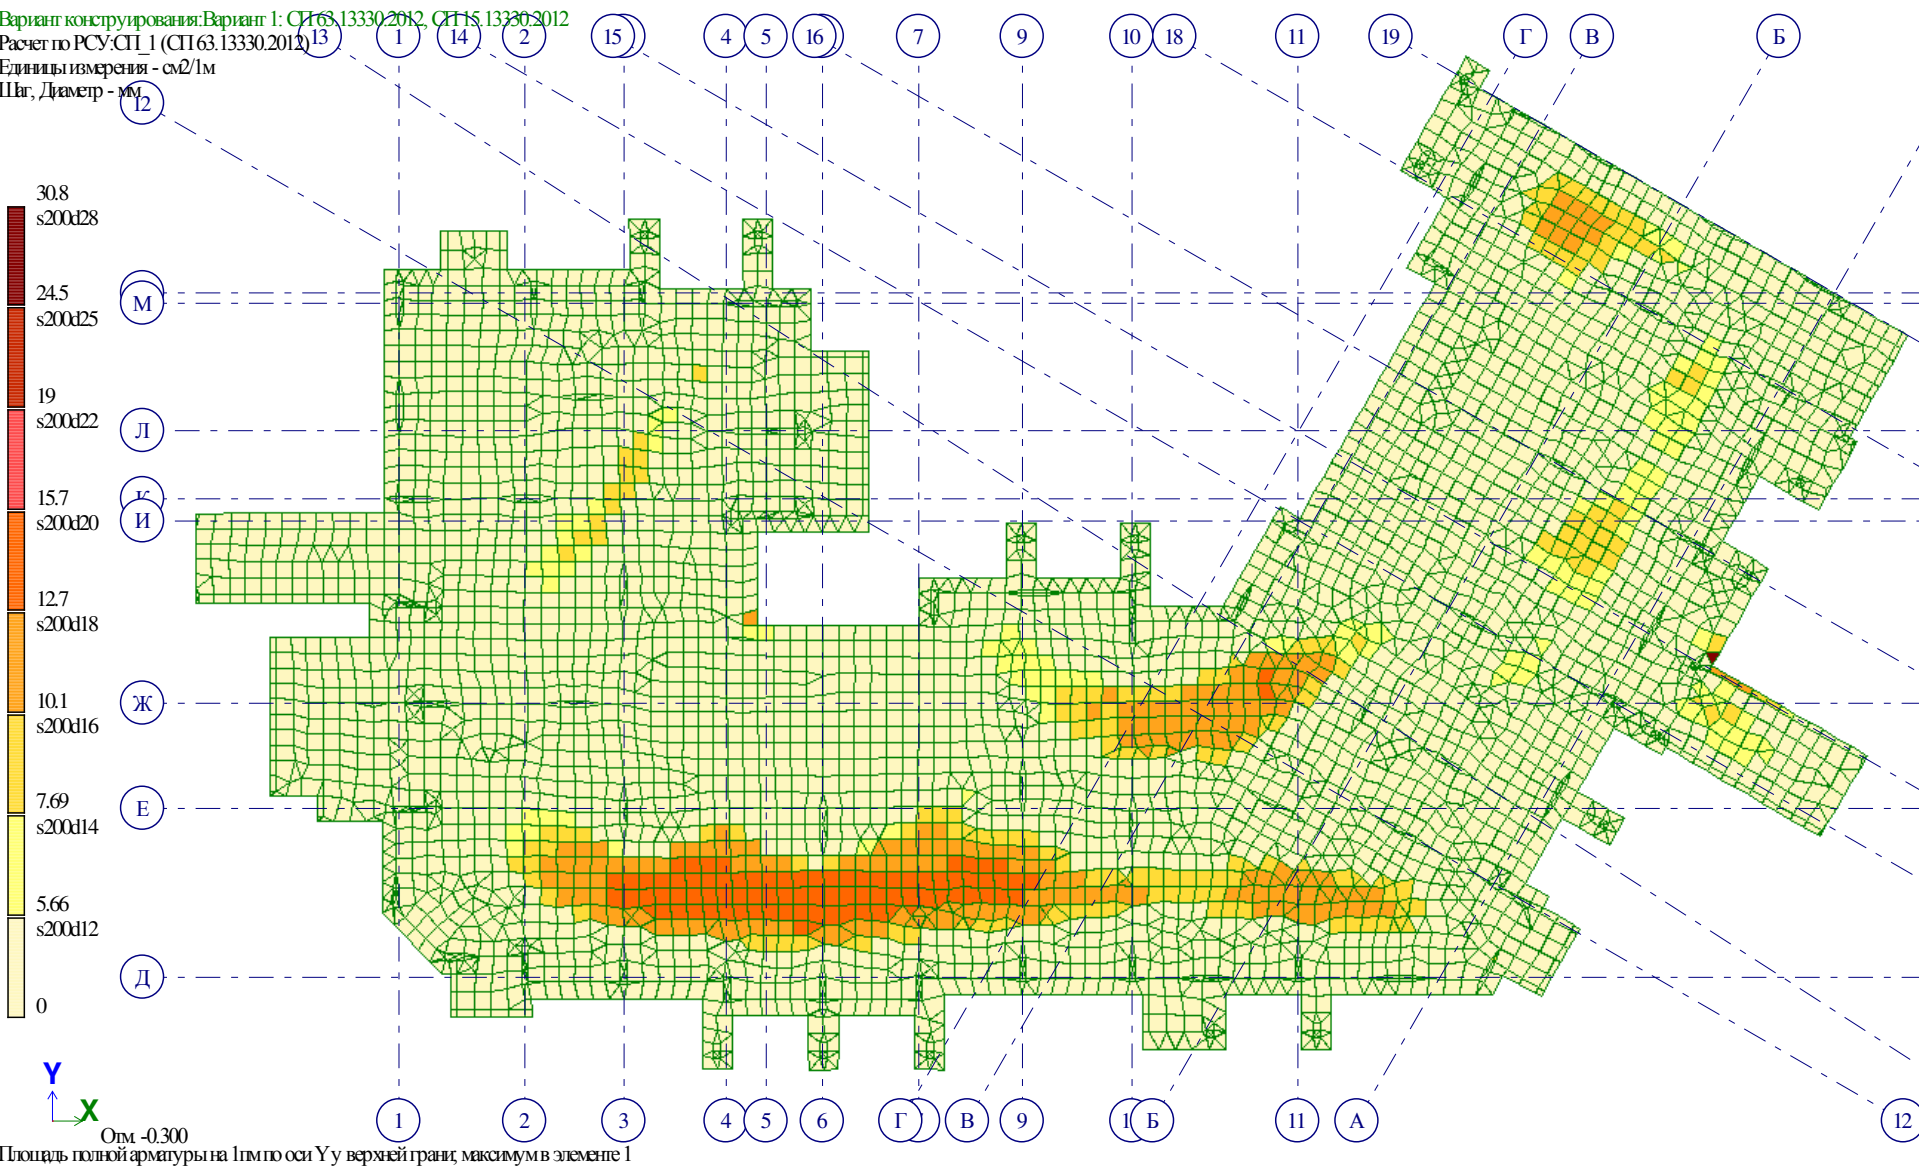 Вариант конструирования:Вариант 1: СП 63.13330.2012, СП 15.13330.2012
Расчет по РСУ:СП_1 (СП 63.13330.2012)
Единицы измерения - см2/1м
Шаг, Диаметр - мм
13
1
14
2
15
4
5
16
7
9
10
18
11
19
Г
В
Б
12
30.8
s200d28
24.5
s200d25
19
s200d22
15.7
s200d20
12.7
s200d18
10.1
s200d16
7.69
s200d14
5.66
s200d12
0
М
Л
К
И
Ж
Е
Д
Y
X
1
2
3
4
5
6
Г
В
9
1
Б
11
А
12
Отм. -0.300
Площадь полной арматуры на 1пм по оси Y у верхней грани; максимум в элементе 1